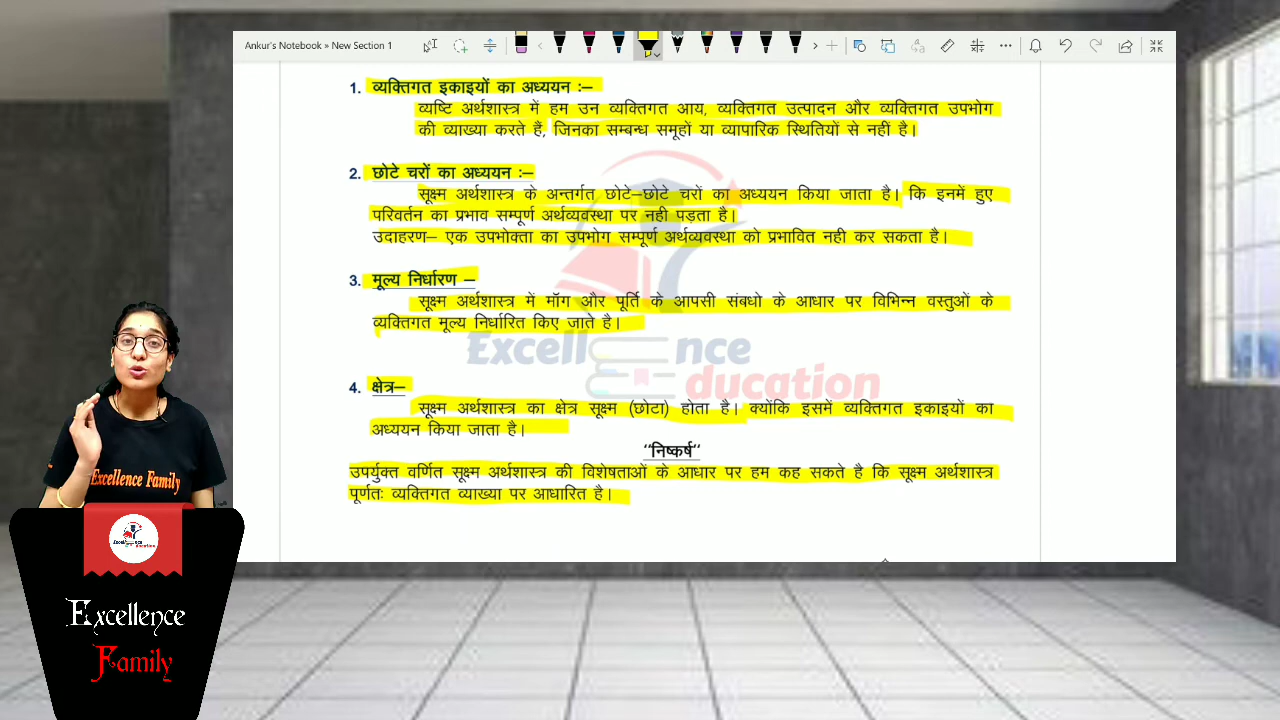 Ankur's Notebook » New Section 1
1. व्यक्तिगत इकाइयों का अध्ययन :–
व्यष्टि अर्थशास्त्र में हम उन व्यक्तिगत आय, व्यक्तिगत उत्पादन और व्यक्तिगत उपभोग
की व्याख्या करते हैं, जिनका सम्बन्ध समूहों या व्यापारिक स्थितियों से नहीं है।
2. छोटे चरों का अध्ययन :–
सूक्ष्म अर्थशास्त्र के अन्तर्गत छोटे–छोटे चरों का अध्ययन किया जाता है। कि इनमें हुए
परिवर्तन का प्रभाव सम्पूर्ण अर्थव्यवस्था पर नही पड़ता है।
उदाहरण– एक उपभोक्ता का उपभोग सम्पूर्ण अर्थव्यवस्था को प्रभावित नही कर सकता है।
3. मूल्य निर्धारण –
सूक्ष्म अर्थशास्त्र में मॉग और पूर्ति के आपसी संबधो के आधार पर विभिन्न वस्तुओं के
व्यक्तिगत मूल्य निर्धारित किए जाते है।
Excellence
Education
4. क्षेत्र–
सूक्ष्म अर्थशास्त्र का क्षेत्र सूक्ष्म (छोटा) होता है। क्योंकि इसमें व्यक्तिगत इकाइयों का
अध्ययन किया जाता है।
“निष्कर्ष”
उपर्युक्त वर्णित सूक्ष्म अर्थशास्त्र की विशेषताओं के आधार पर हम कह सकते है कि सूक्ष्म अर्थशास्त्र
पूर्णतः व्यक्तिगत व्याख्या पर आधारित है।
Excellence Family
Excellence
Education
Excellence
Family